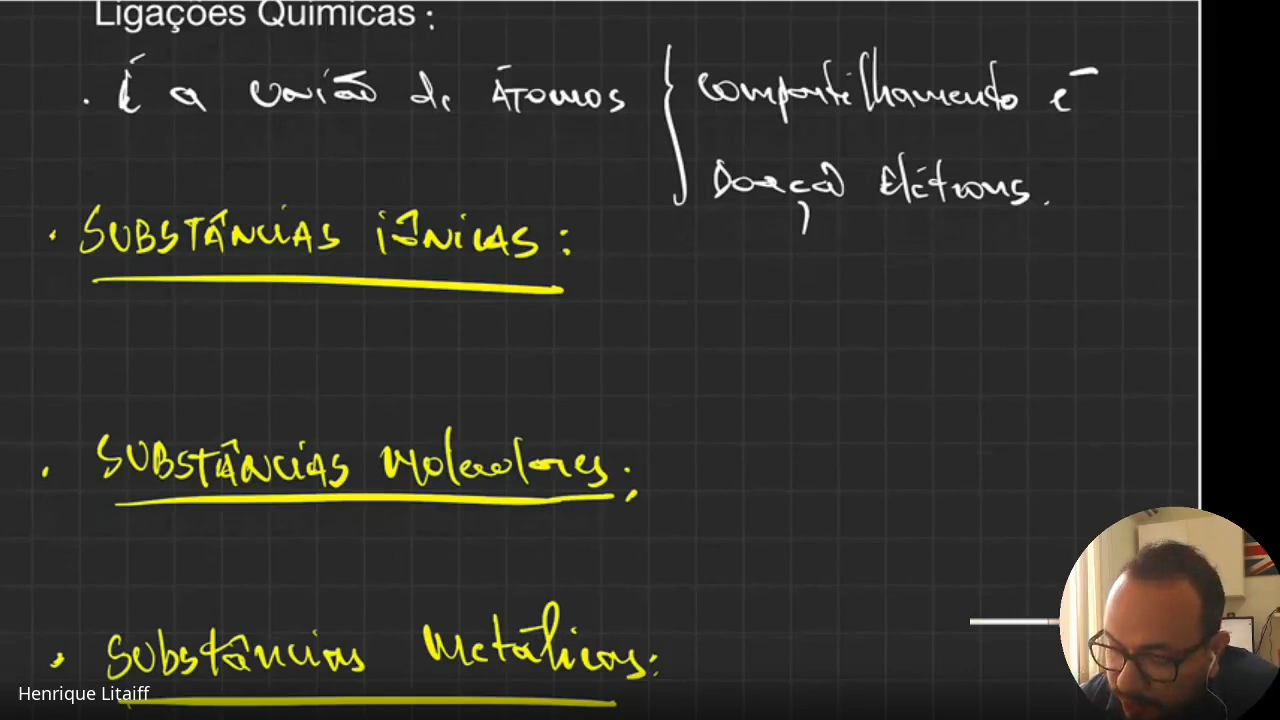 Ligações Químicas :
. É a união de Átomos { compartilhamento e⁻
Doação Elétrons.
. SUBSTÂNCIAS iÔNiCAS :
. SUBSTÂNCIAS Moleculares ;
. Substâncias Metálicas :
Henrique Litaiff